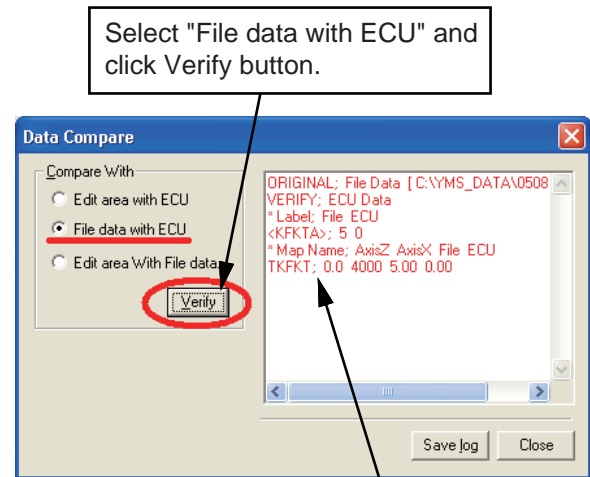 Select "File data with ECU" and
click Verify button.
Data Compare
Compare With
Edit area with ECU
File data with ECU
Edit area With File data
Verify
ORIGINAL; File Data [ C:\YMS_DATA\0508
VERIFY; ECU Data
* Label; File ECU
<KFKTA>; 5 0
* Map Name; AxisZ AxisX File ECU
TKFKT; 0.0 4000 5.00 0.00
Save log
Close